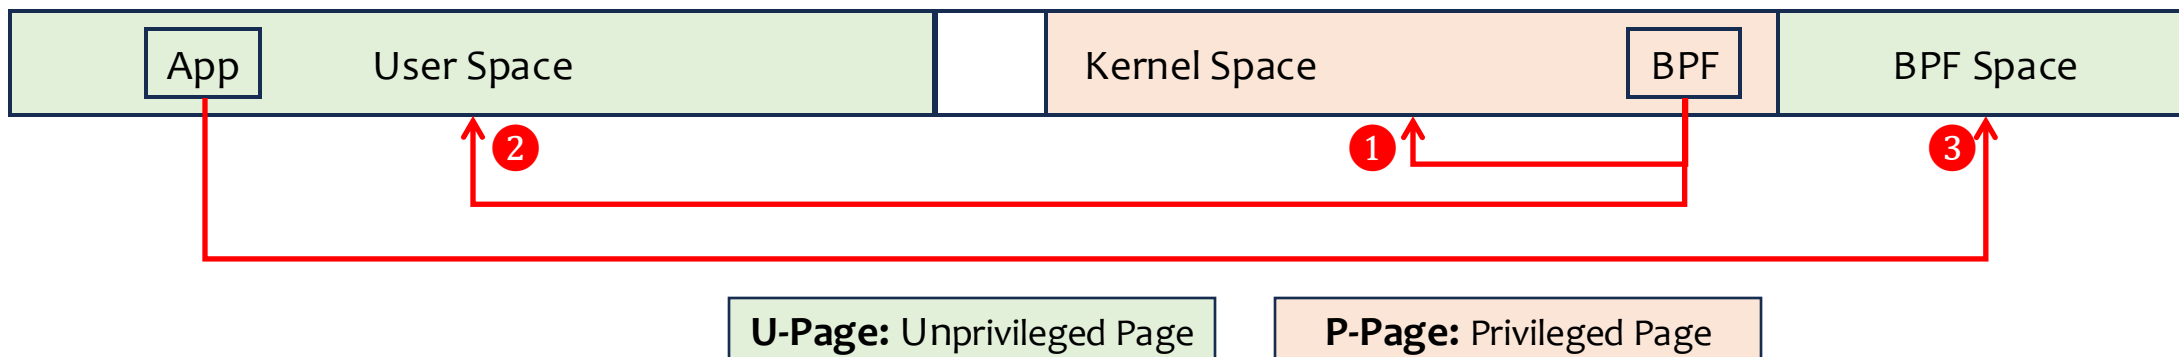 App User Space Kernel Space BPF BPF Space
2 1 3
U-Page: Unprivileged Page P-Page: Privileged Page